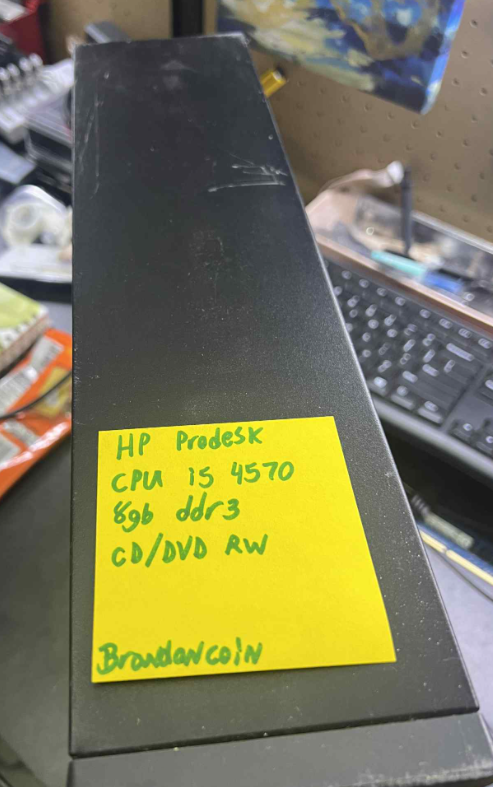 HP Prodesk
CPU i5 4570
8gb ddr3
CD/DVD RW
Brandancoin